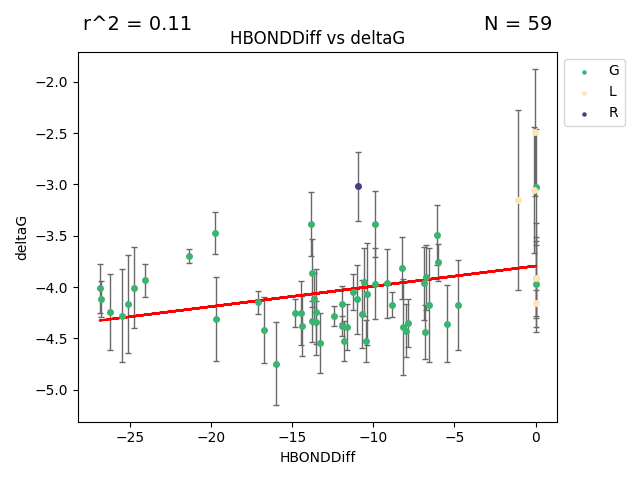 r^2 = 0.11
N = 59
HBONDDiff vs deltaG
G
L
R
deltaG
−2.0
−2.5
−3.0
−3.5
−4.0
−4.5
−5.0
−25
−20
−15
−10
−5
0
HBONDDiff